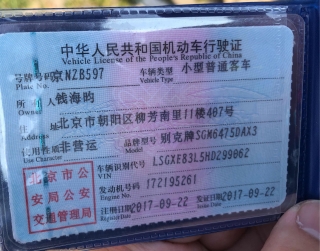 中华人民共和国机动车行驶证
Vehicle License of the People's Republic of China
号牌号码 京NZB597 车辆类型 小型普通客车
Plate No. Vehicle Type
所有人 钱海昀
Owner
住址 北京市朝阳区柳芳南里11楼407号
Address
使用性质 非营运 品牌型号 别克牌SGM6475DAX3
Use Character Model
北京市公安局公安交通管理局
车辆识别代号 LSGXE83L5HD299062
VIN
发动机号码 172195261
Engine No.
注册日期 2017-09-22 发证日期 2017-09-22
Register Date Issue Date